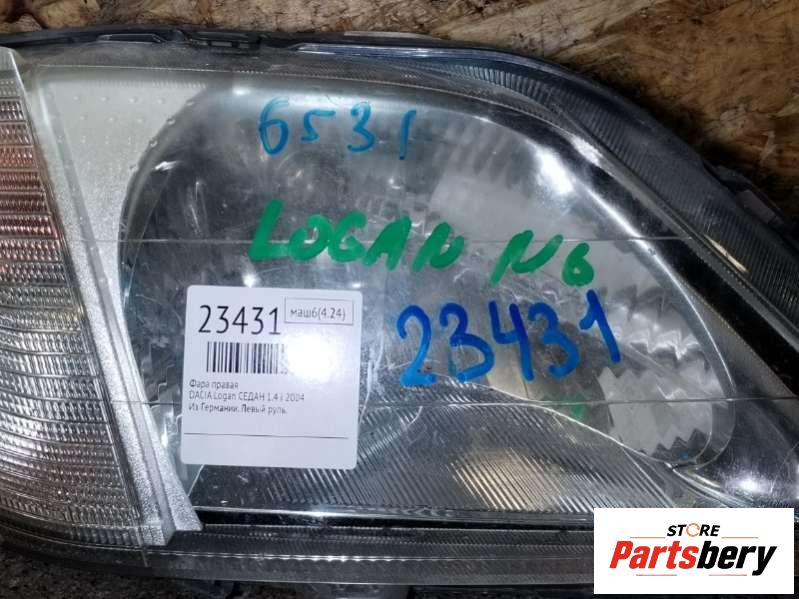 6531
LOGAN N6
23431
23431 маш6(4.24)
Фара правая
DACIA Logan СЕДАН 1.4 i 2004
Из Германии. Левый руль.
STORE
Partsbery